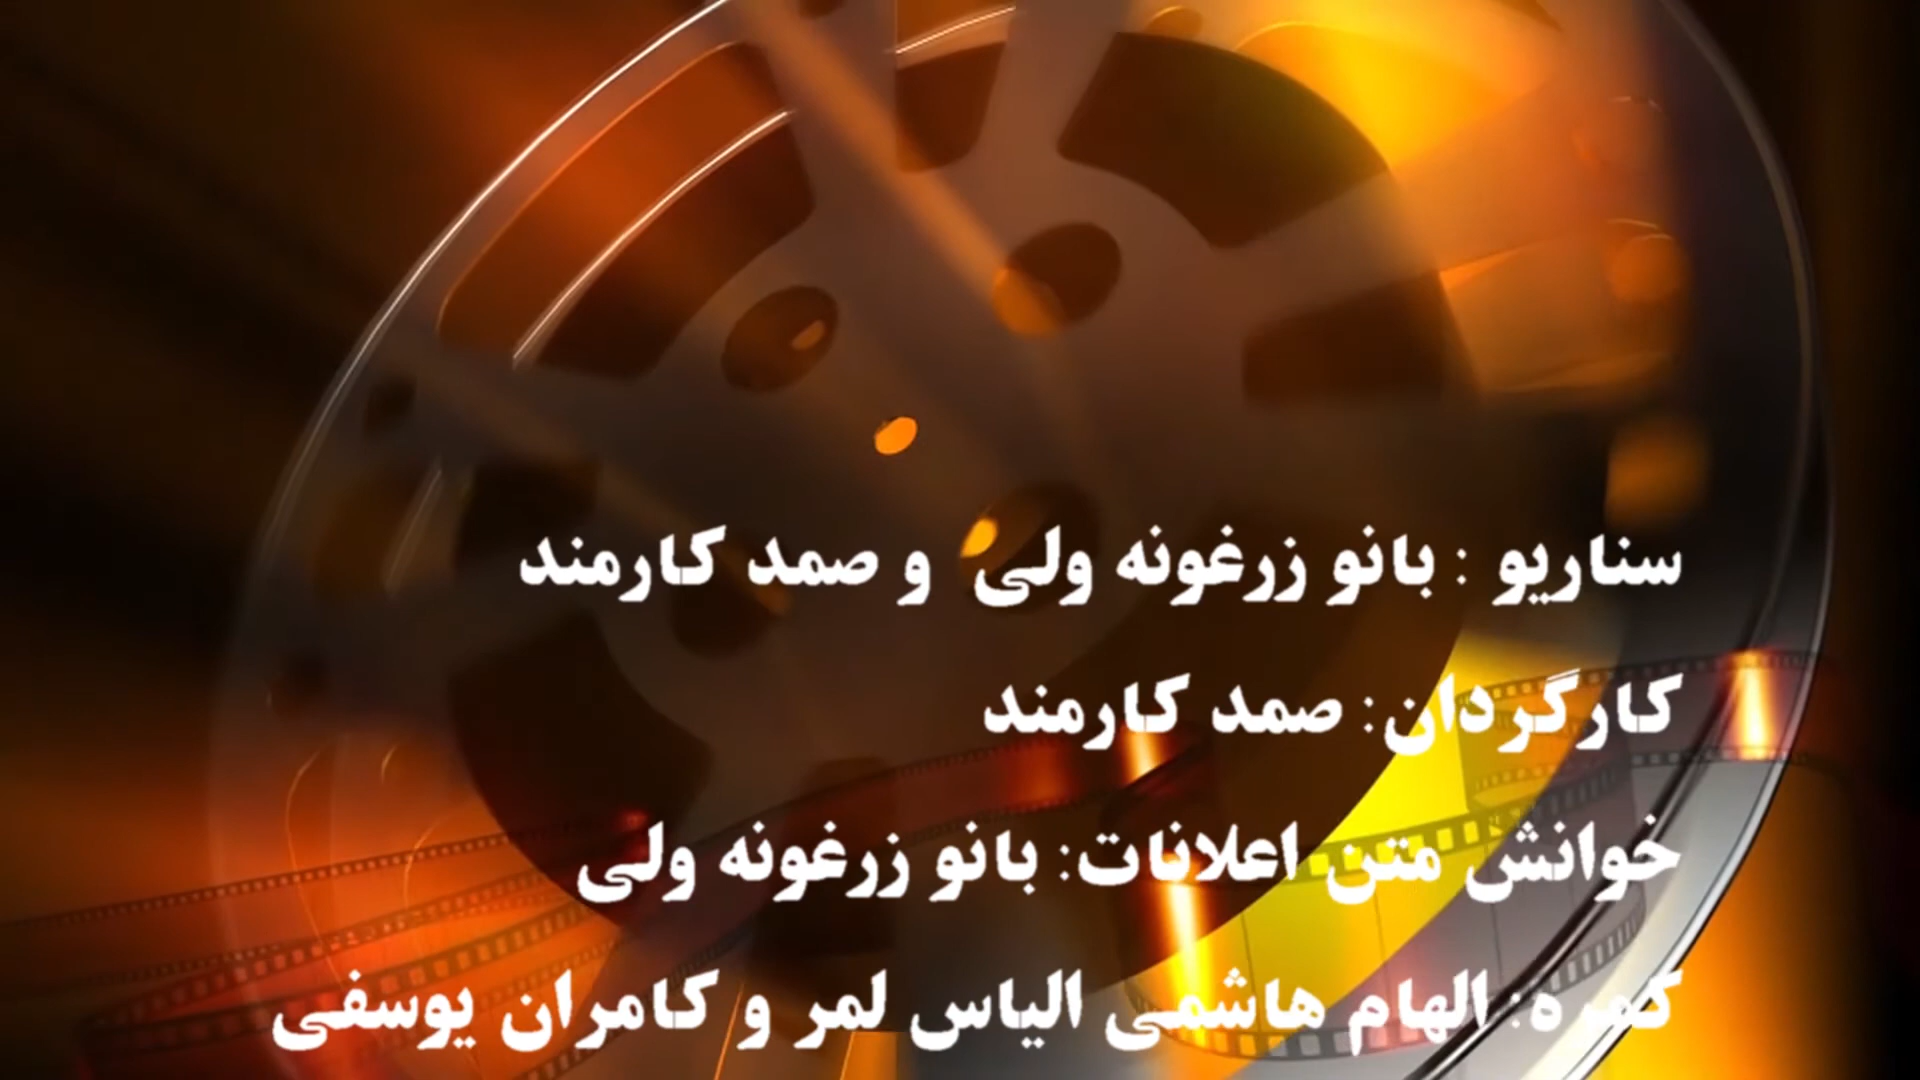 سناریو : بانو زرغونه ولی و صمد کارمند
کارگردان: صمد کارمند
خوانش متن اعلانات: بانو زرغونه ولی
کمره: الهام هاشمی الیاس لمر و کامران یوسفی